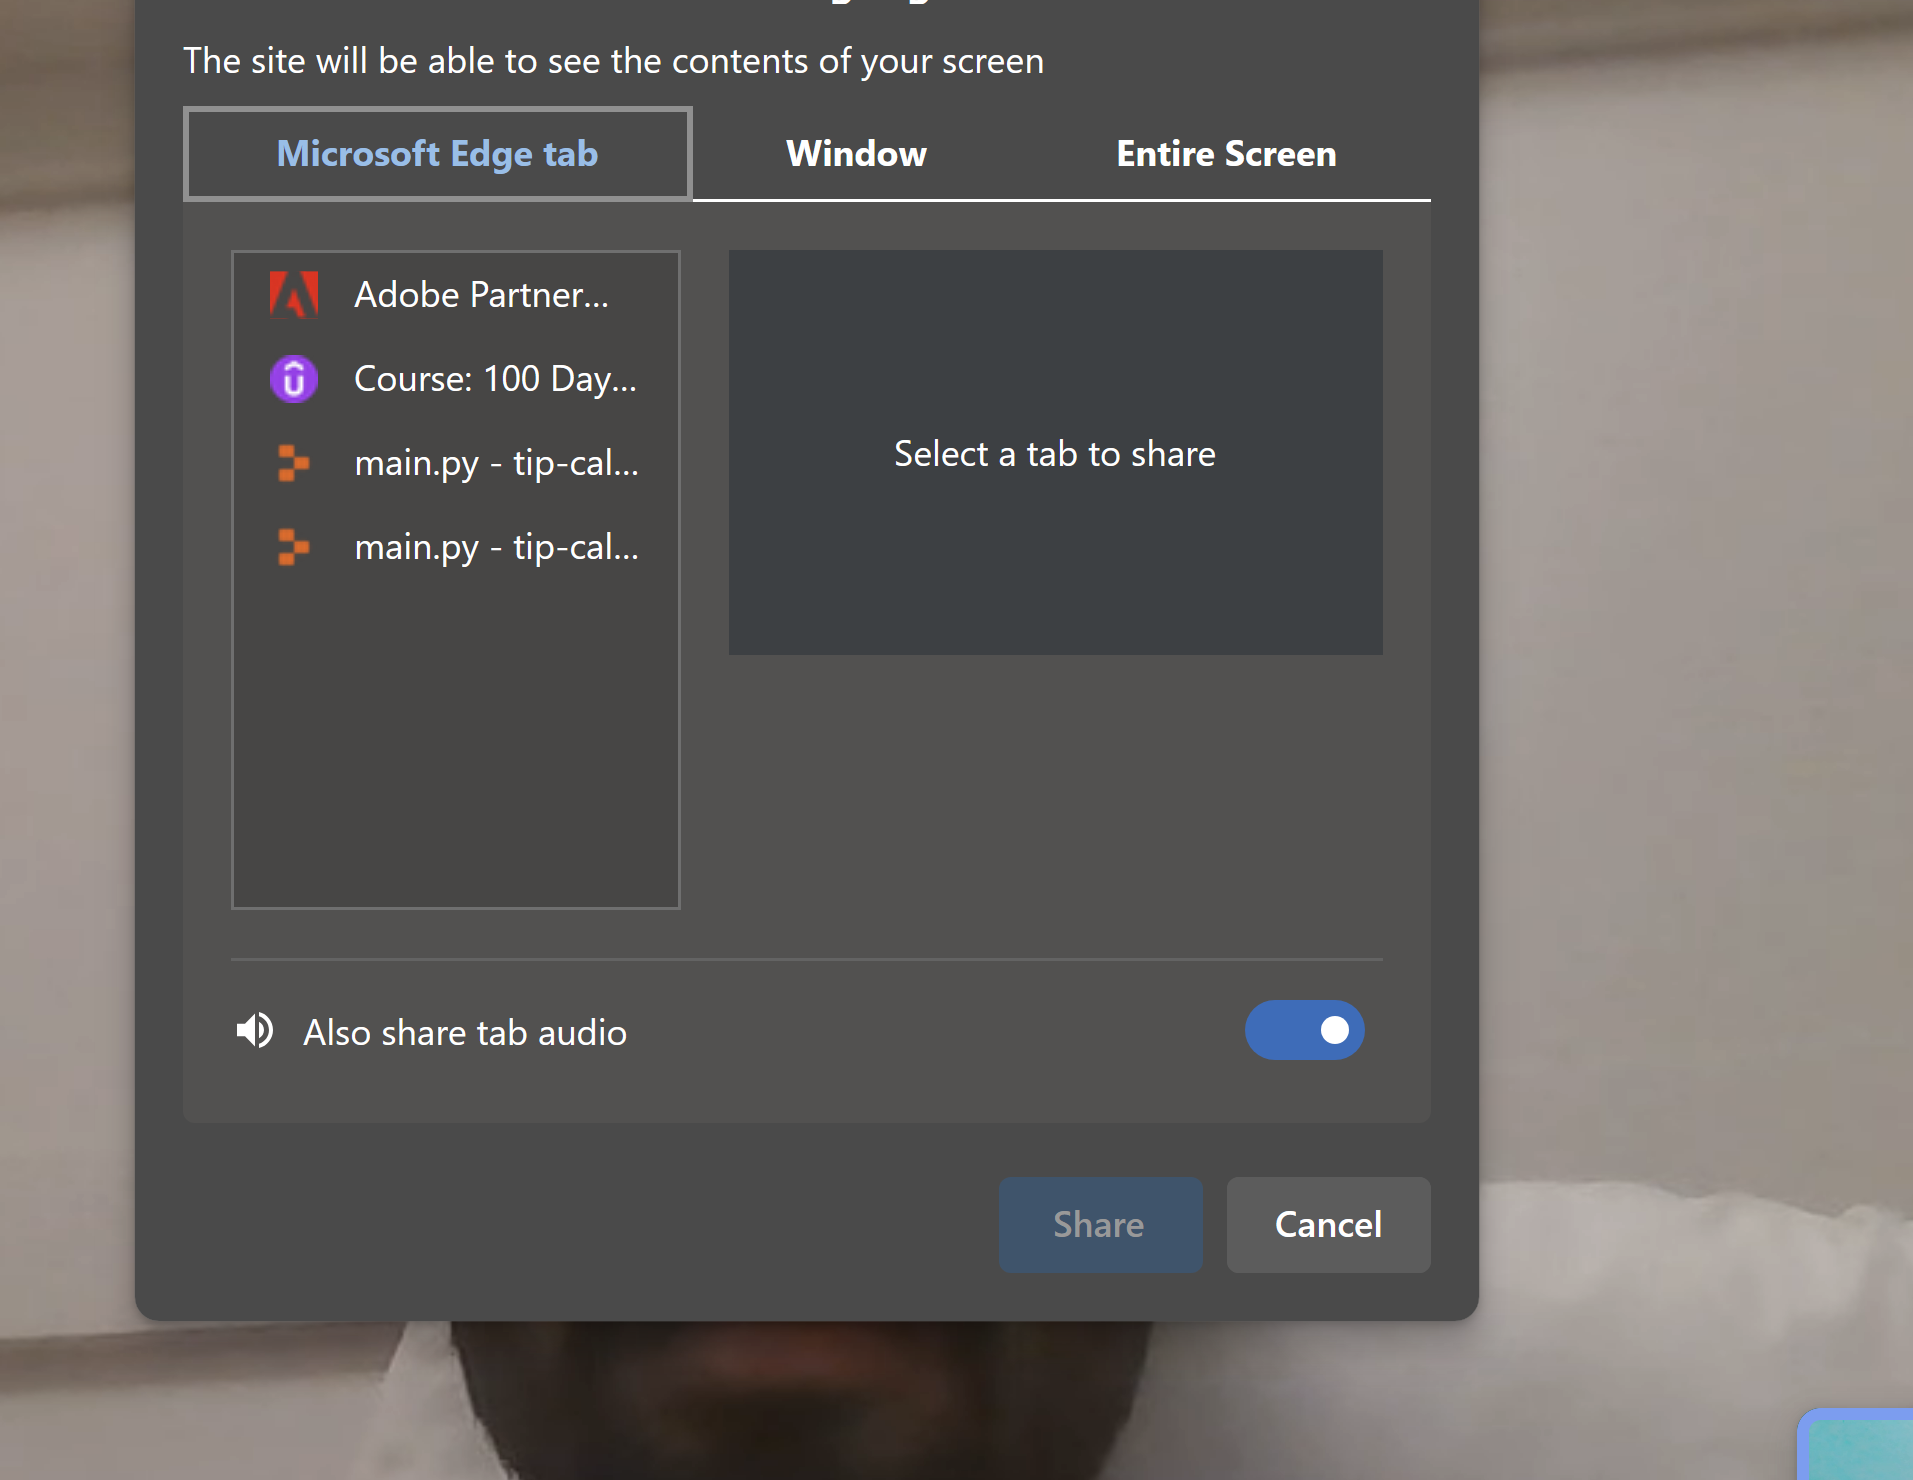 The site will be able to see the contents of your screen
Microsoft Edge tab Window Entire Screen
Adobe Partner...
Course: 100 Day...
main.py - tip-cal...
main.py - tip-cal...
Select a tab to share
Also share tab audio
Share Cancel